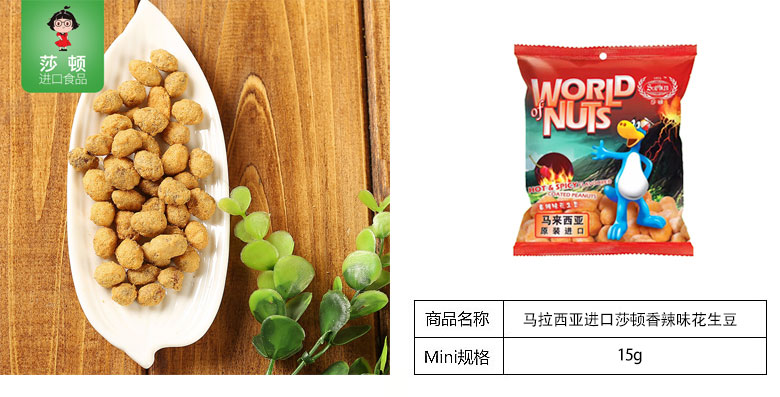 莎 顿
进口食品
WORLD
of
NUTS
HOT & SPICY
COATED PEANUTS
马来西亚
原装进口
商品名称
马拉西亚进口莎顿香辣味花生豆
Mini规格
15g